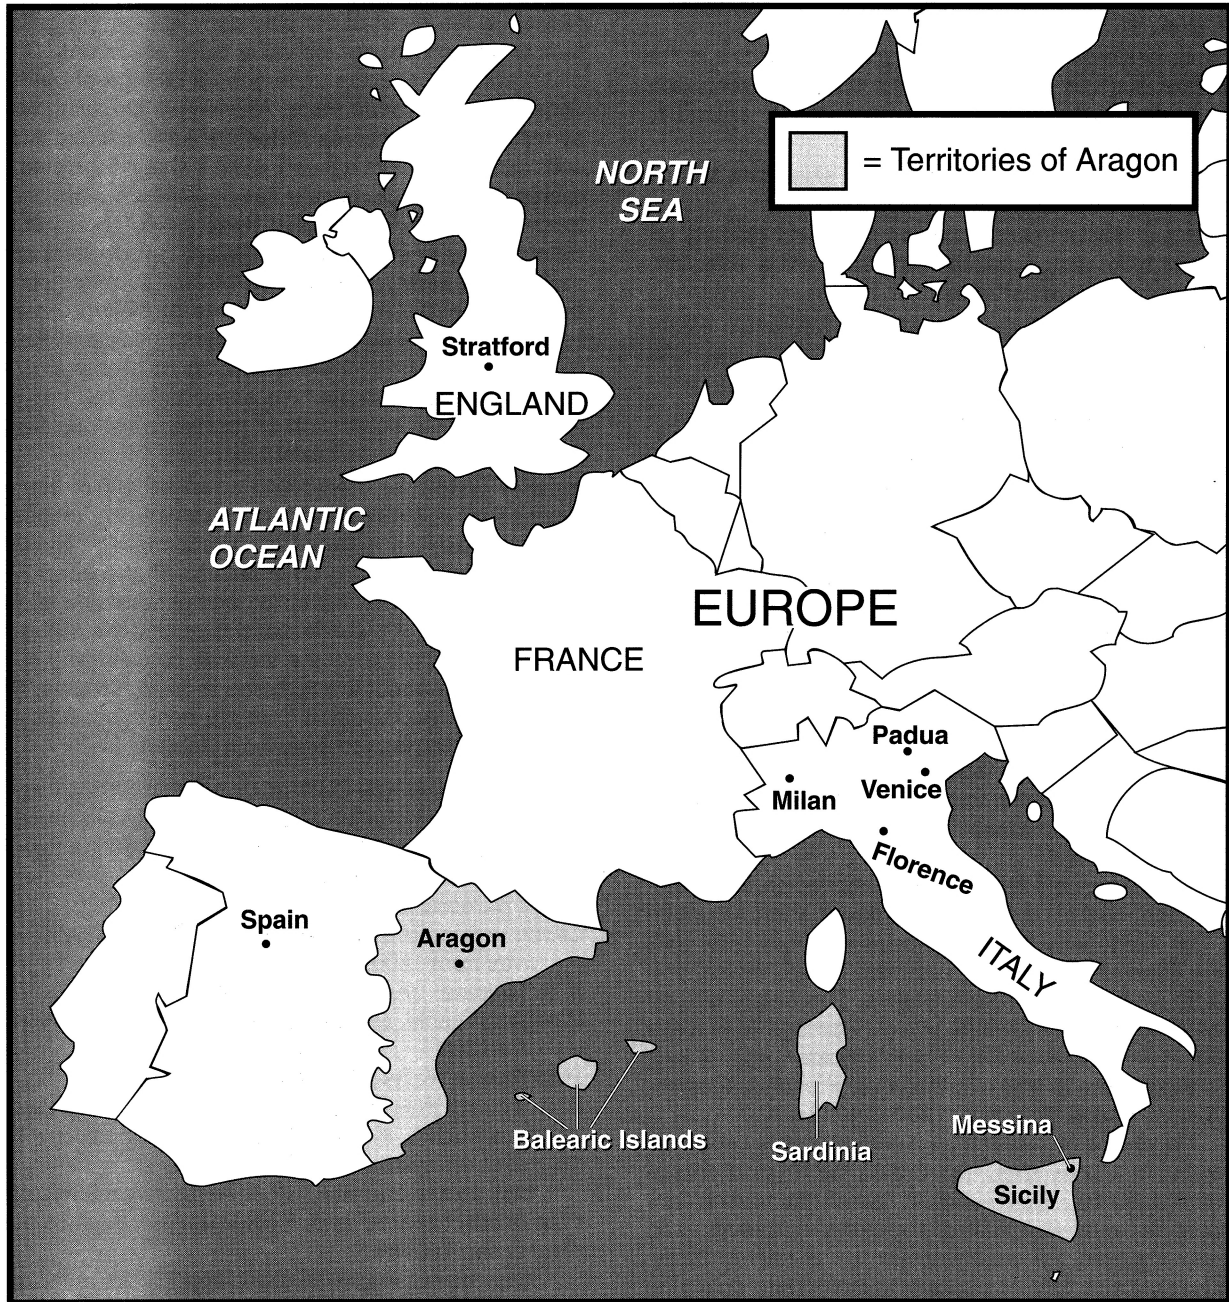 NORTH
SEA
= Territories of Aragon
Stratford
ENGLAND
ATLANTIC
OCEAN
EUROPE
FRANCE
Padua
Milan
Venice
Florence
Spain
Aragon
ITALY
Balearic Islands
Sardinia
Messina
Sicily